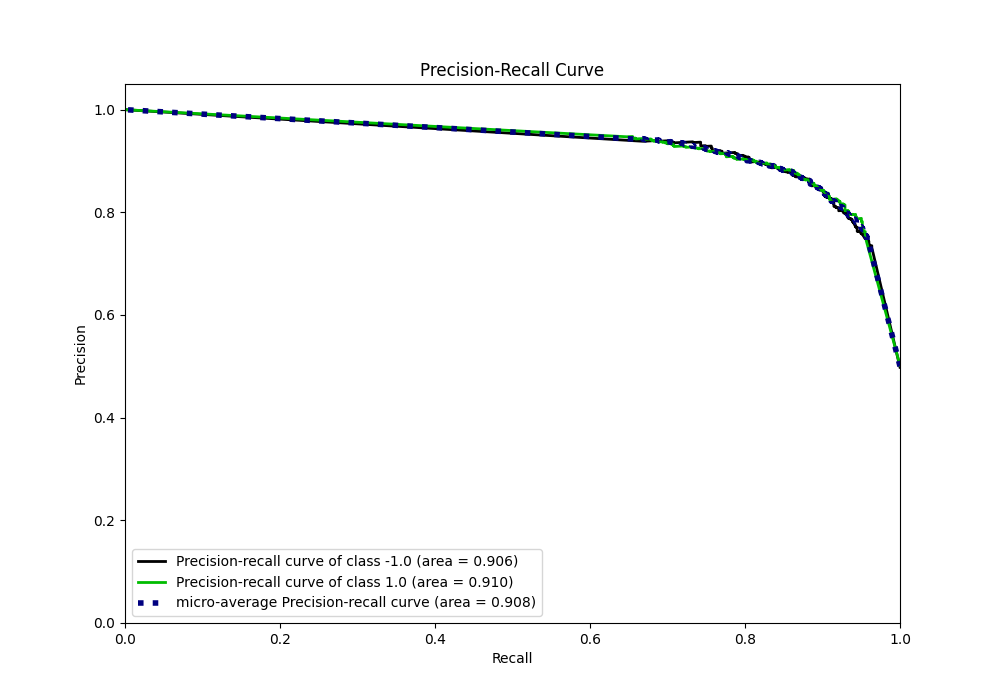 Precision-Recall Curve
1.0
0.8
0.6
0.4
0.2
0.0
Precision
Precision-recall curve of class -1.0 (area = 0.906)
Precision-recall curve of class 1.0 (area = 0.910)
micro-average Precision-recall curve (area = 0.908)
0.0 0.2 0.4 0.6 0.8 1.0
Recall